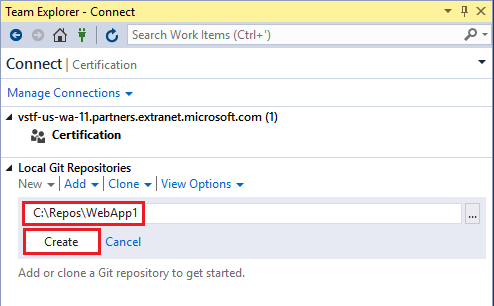 Team Explorer - Connect
Search Work Items (Ctrl+')
Connect | Certification
Manage Connections
vstf-us-wa-11.partners.extranet.microsoft.com (1)
Certification
Local Git Repositories
New | Add | Clone | View Options
C:\Repos\WebApp1 ...
Create Cancel
Add or clone a Git repository to get started.